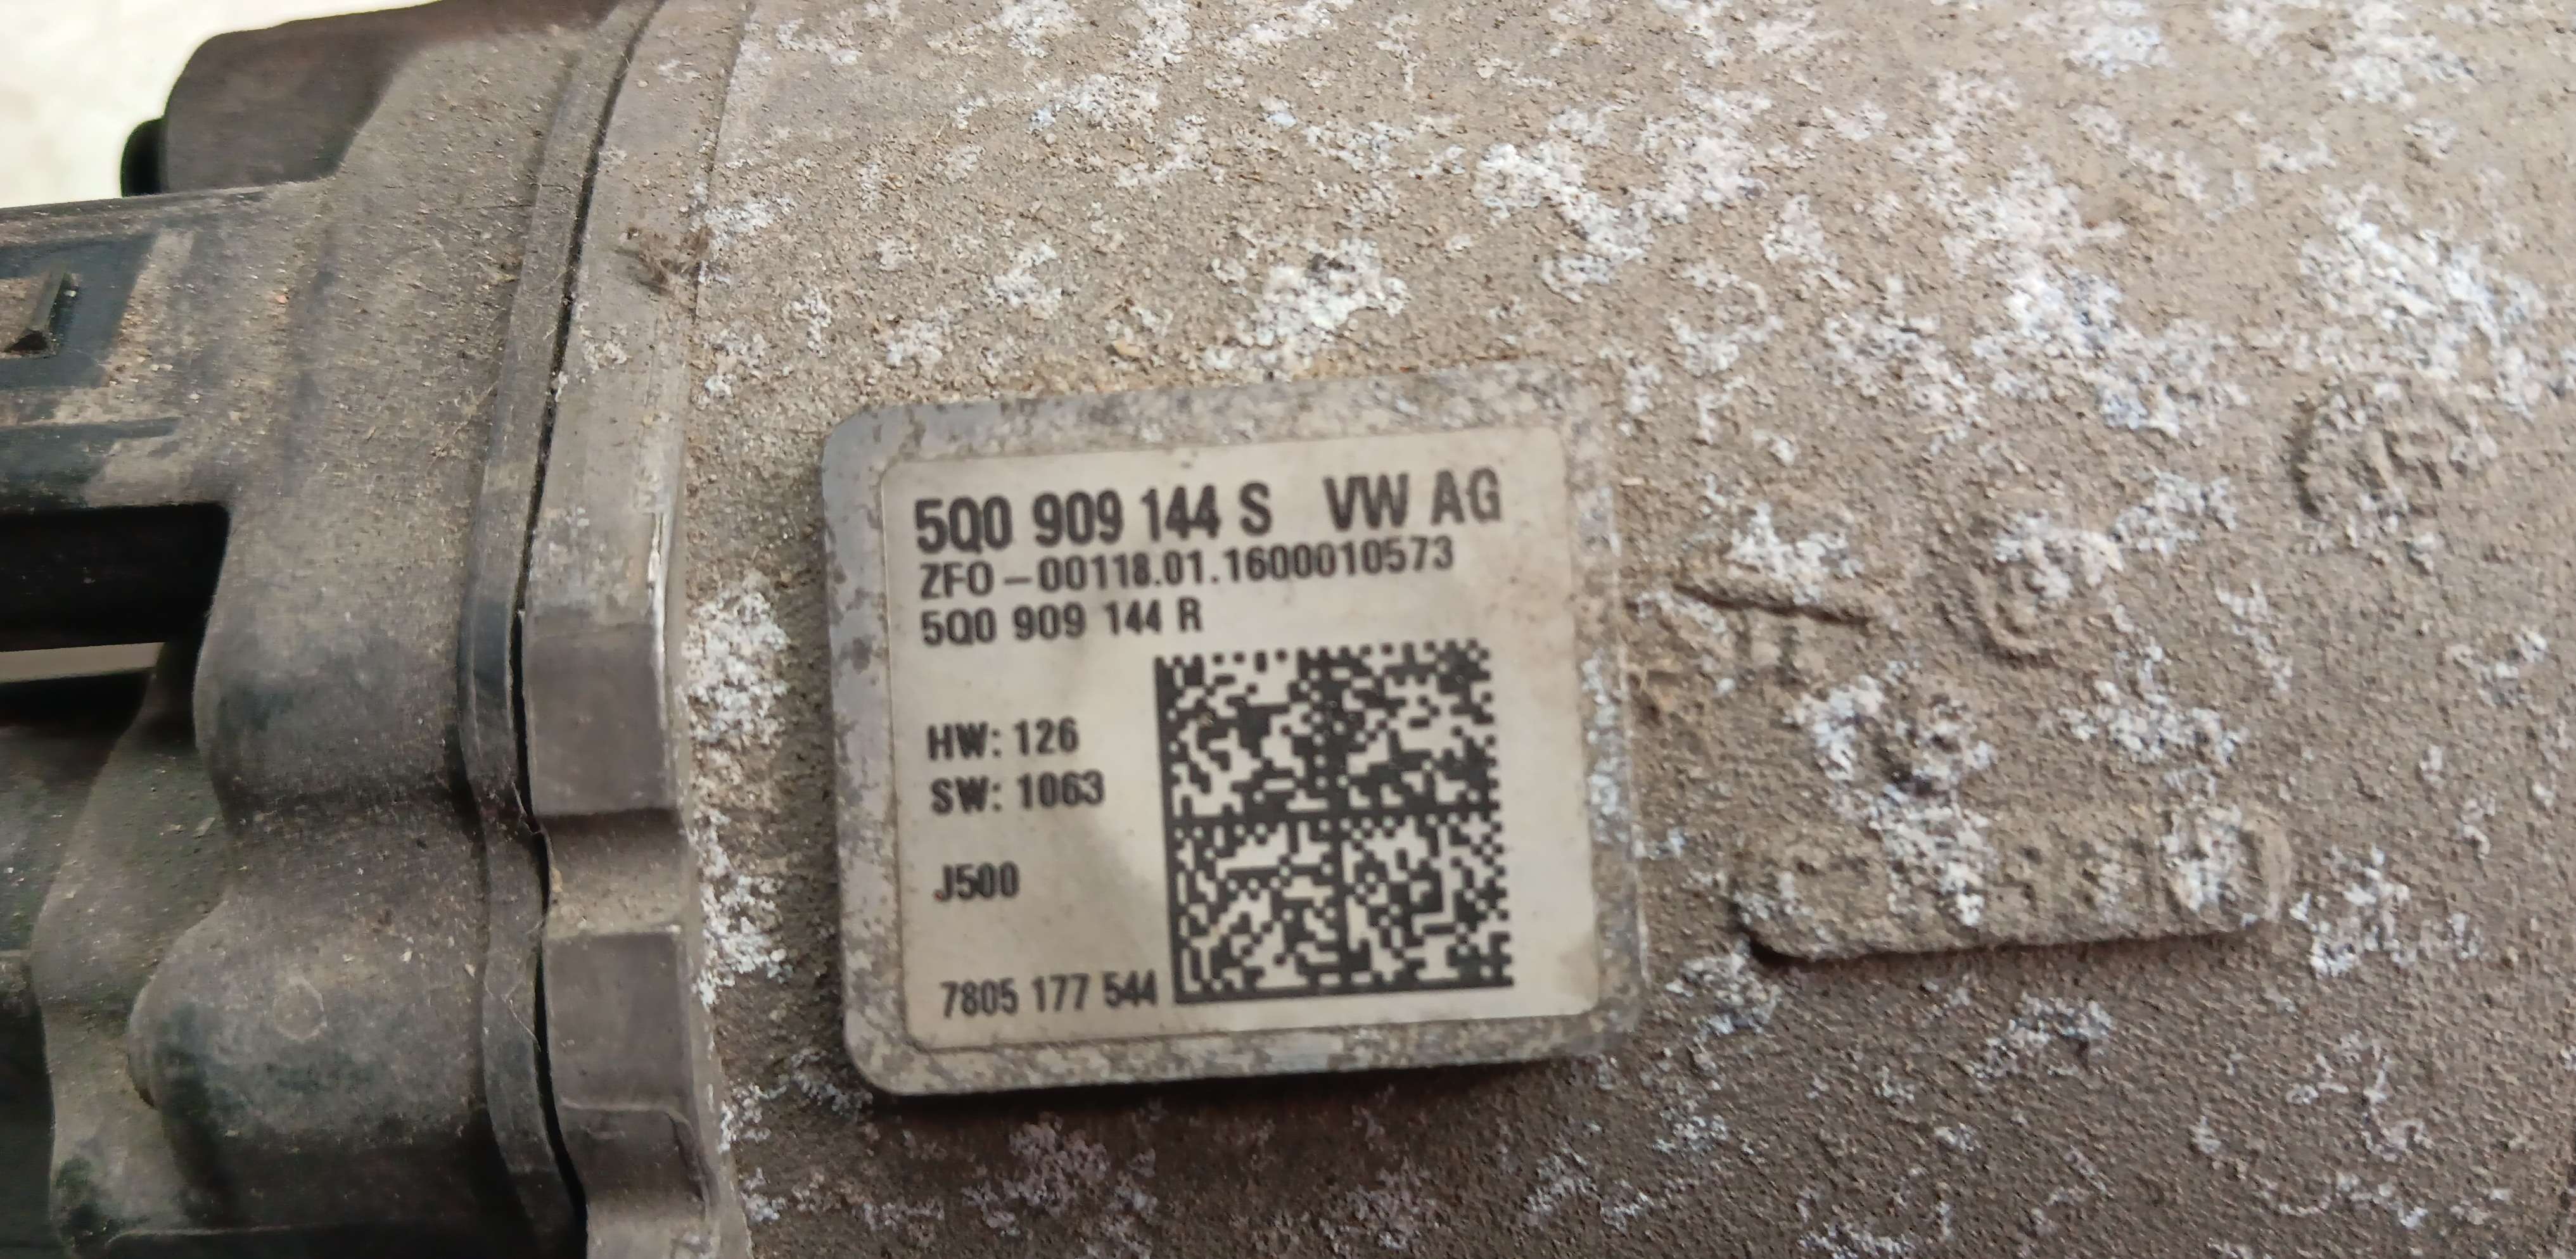 5Q0 909 144 S VW AG
ZFO-00118.01.1600010573
5Q0 909 144 R
HW: 126
SW: 1063
J500
7805 177 544